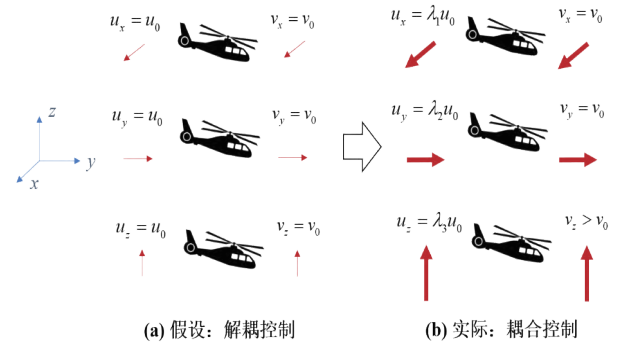 u_x = u_0 v_x = v_0 u_x = λ_1u_0 v_x = v_0
z
u_y = u_0 v_y = v_0 u_y = λ_2u_0 v_y = v_0
y
x
u_z = u_0 v_z = v_0 u_z = λ_3u_0 v_z > v_0
(a) 假设：解耦控制 (b) 实际：耦合控制